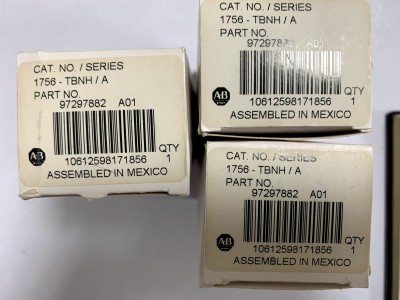 CAT. NO. / SERIES
1756 - TBNH / A
PART NO.
97297882 A01
A-B
QTY
10612598171856 1
ASSEMBLED IN MEXICO
CAT. NO. / SERIES
1756 - TBNH / A
PART NO.
A01
A-B
QTY
10612598171856 1
ASSEMBLED IN MEXICO
CAT. NO. / SERIES
1756 - TBNH / A
PART NO.
97297882 A01
A-B
QTY
10612598171856 1
ASSEMBLED IN MEXICO